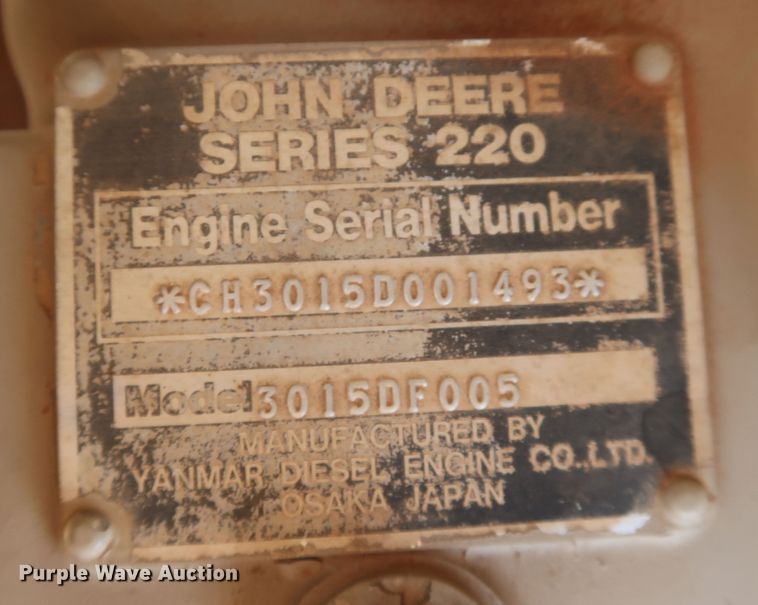 JOHN DEERE
SERIES 220
Engine Serial Number
*CH3015D001493*
Model 3015DF005
MANUFACTURED BY
YANMAR DIESEL ENGINE CO.,LTD.
OSAKA JAPAN
Purple Wave Auction